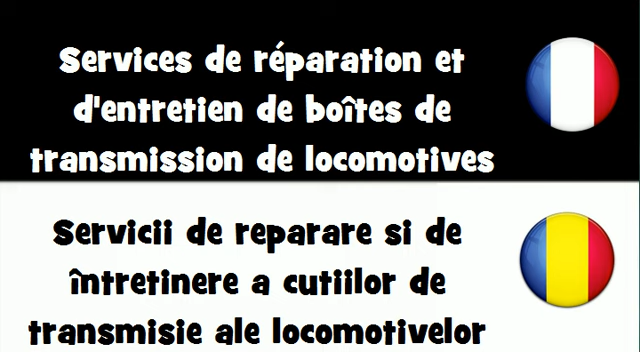 Services de réparation et
d'entretien de boîtes de
transmission de locomotives
Servicii de reparare si de
întretinere a cutiilor de
transmisie ale locomotivelor